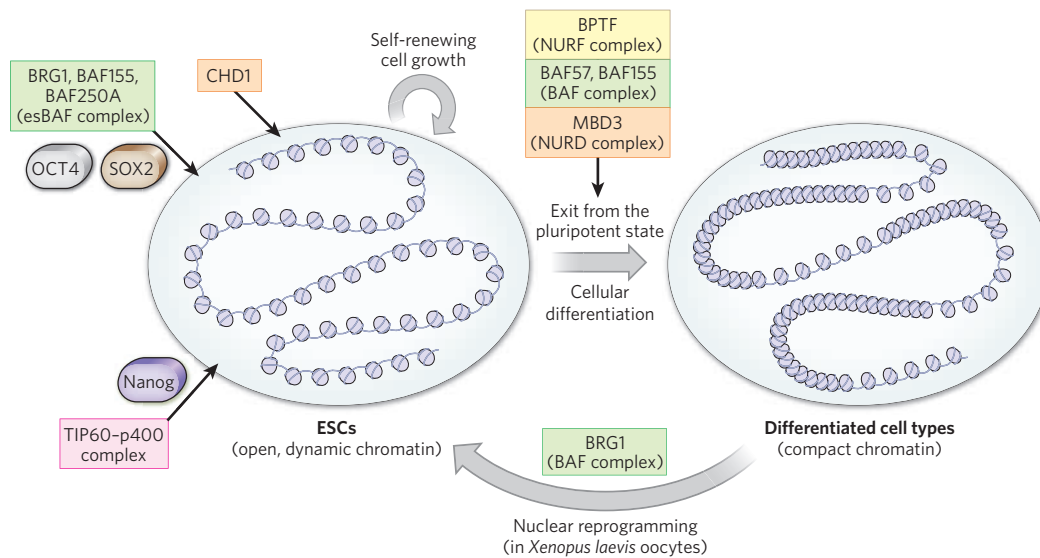 BRG1, BAF155,
BAF250A
(esBAF complex)
CHD1
Self-renewing
cell growth
BPTF
(NURF complex)
BAF57, BAF155
(BAF complex)
MBD3
(NURD complex)
OCT4
SOX2
Exit from the
pluripotent state
Cellular
differentiation
Nanog
TIP60–p400
complex
ESCs
(open, dynamic chromatin)
BRG1
(BAF complex)
Differentiated cell types
(compact chromatin)
Nuclear reprogramming
(in Xenopus laevis oocytes)